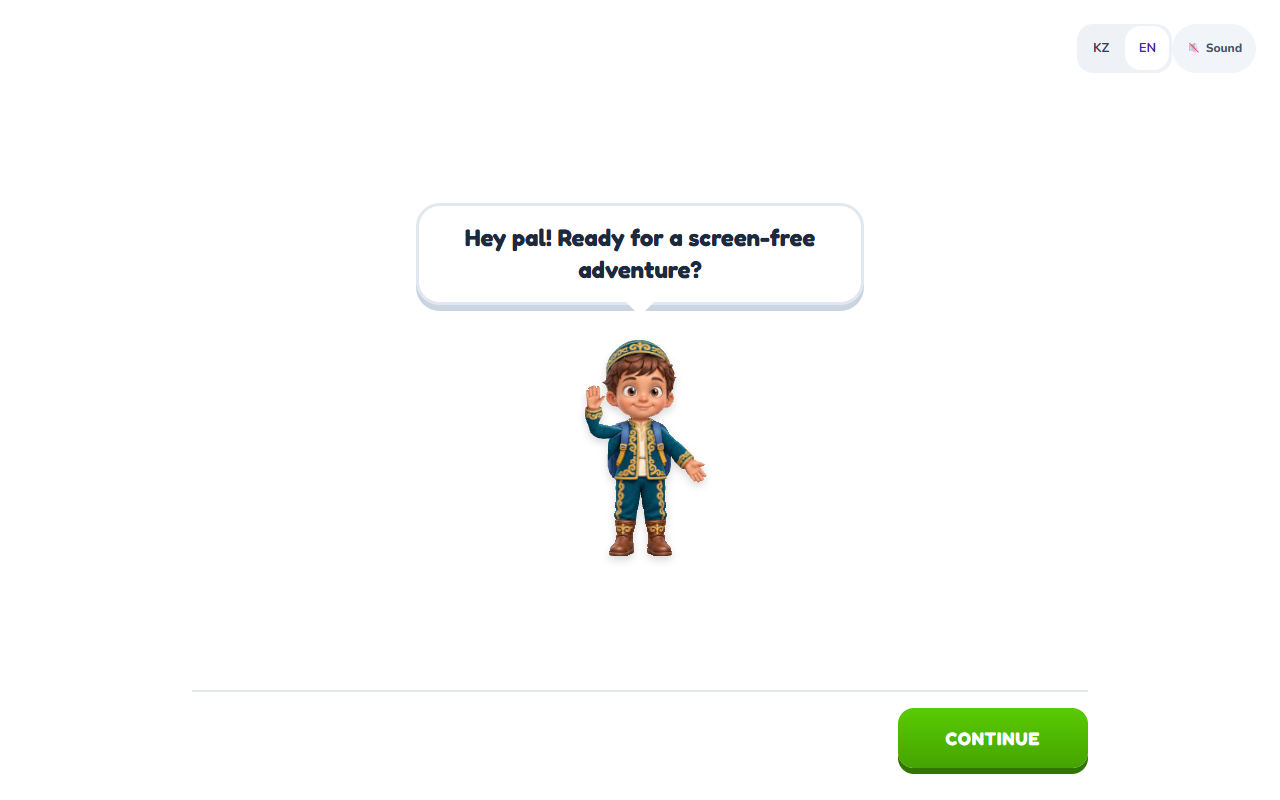 KZ
EN
Sound
Hey pal! Ready for a screen-free
adventure?
CONTINUE